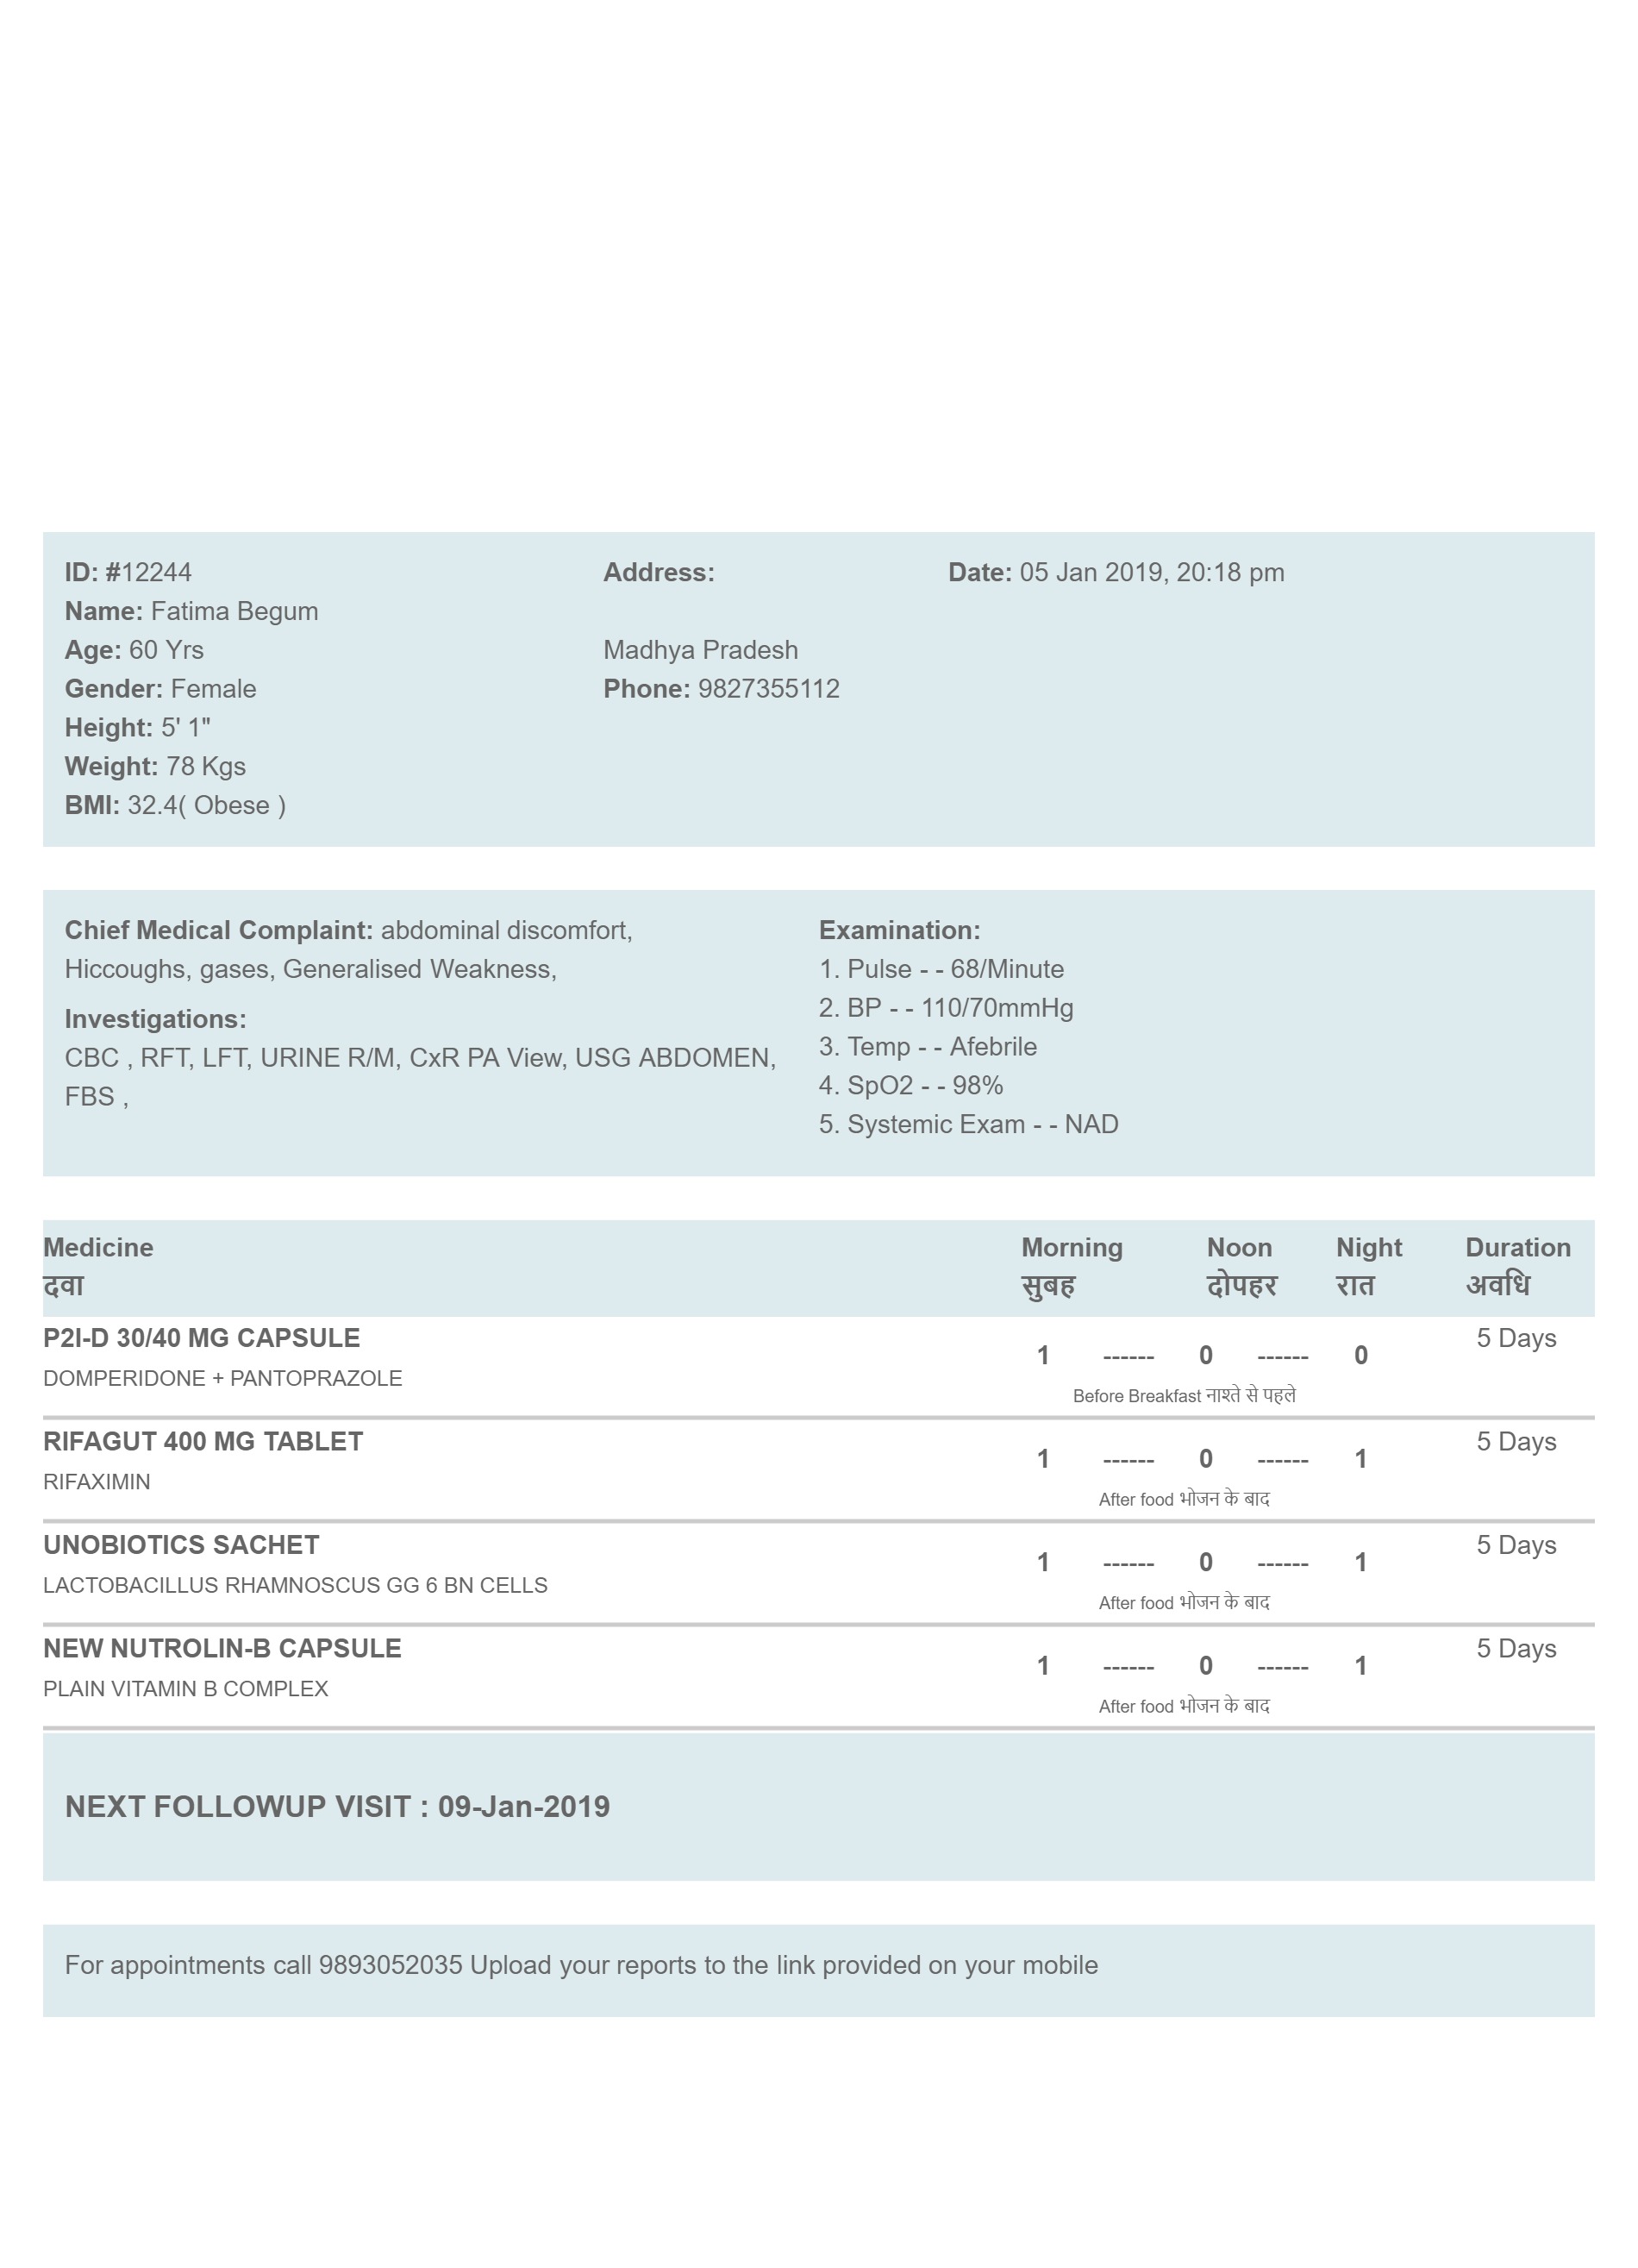 ID: #12244
Name: Fatima Begum
Age: 60 Yrs
Gender: Female
Height: 5' 1"
Weight: 78 Kgs
BMI: 32.4( Obese )
Address:
Madhya Pradesh
Phone: 9827355112
Date: 05 Jan 2019, 20:18 pm
Chief Medical Complaint: abdominal discomfort,
Hiccoughs, gases, Generalised Weakness,
Investigations:
CBC , RFT, LFT, URINE R/M, CxR PA View, USG ABDOMEN,
FBS ,
Examination:
1. Pulse - - 68/Minute
2. BP - - 110/70mmHg
3. Temp - - Afebrile
4. SpO2 - - 98%
5. Systemic Exam - - NAD
Medicine Morning Noon Night Duration
दवा सुबह दोपहर रात अवधि
P2I-D 30/40 MG CAPSULE 1 ------ 0 ------ 0 5 Days
DOMPERIDONE + PANTOPRAZOLE
Before Breakfast नाश्ते से पहले
RIFAGUT 400 MG TABLET 1 ------ 0 ------ 1 5 Days
RIFAXIMIN
After food भोजन के बाद
UNOBIOTICS SACHET 1 ------ 0 ------ 1 5 Days
LACTOBACILLUS RHAMNOSCUS GG 6 BN CELLS
After food भोजन के बाद
NEW NUTROLIN-B CAPSULE 1 ------ 0 ------ 1 5 Days
PLAIN VITAMIN B COMPLEX
After food भोजन के बाद
NEXT FOLLOWUP VISIT : 09-Jan-2019
For appointments call 9893052035 Upload your reports to the link provided on your mobile